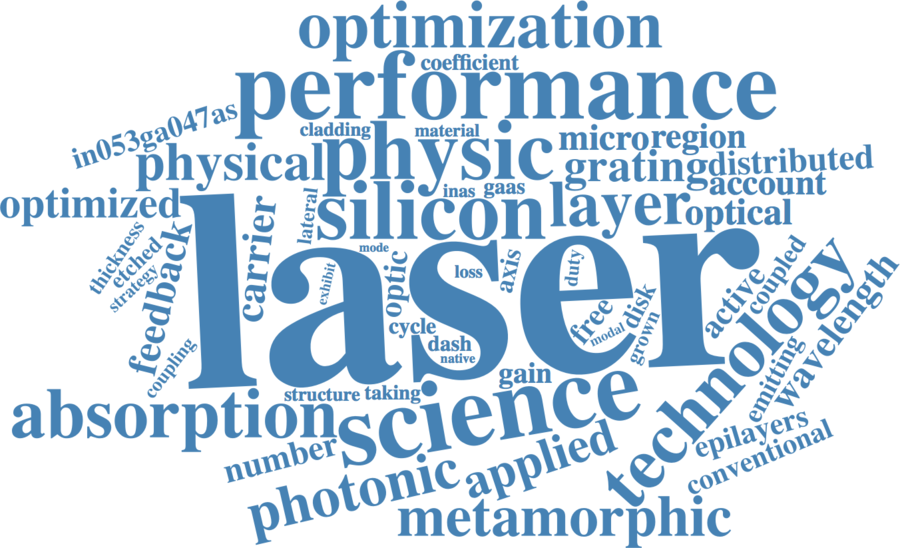 optimization
coefficient
performance
in053ga047as
cladding
material
physical
physic
microregion
grating
distributed
account
optimized
lateral
silicon
inas
gaas
layer
optical
laser
thickness
etched
strategy
feedback
carrier
mode
exhibit
optic
loss
axis
duty
free
modal
disk
grown
active
coupled
technology
wavelength
coupling
cycle
dash
native
gain
emitting
structure
taking
absorption
science
epilayers
conventional
number
photonic
applied
metamorphic